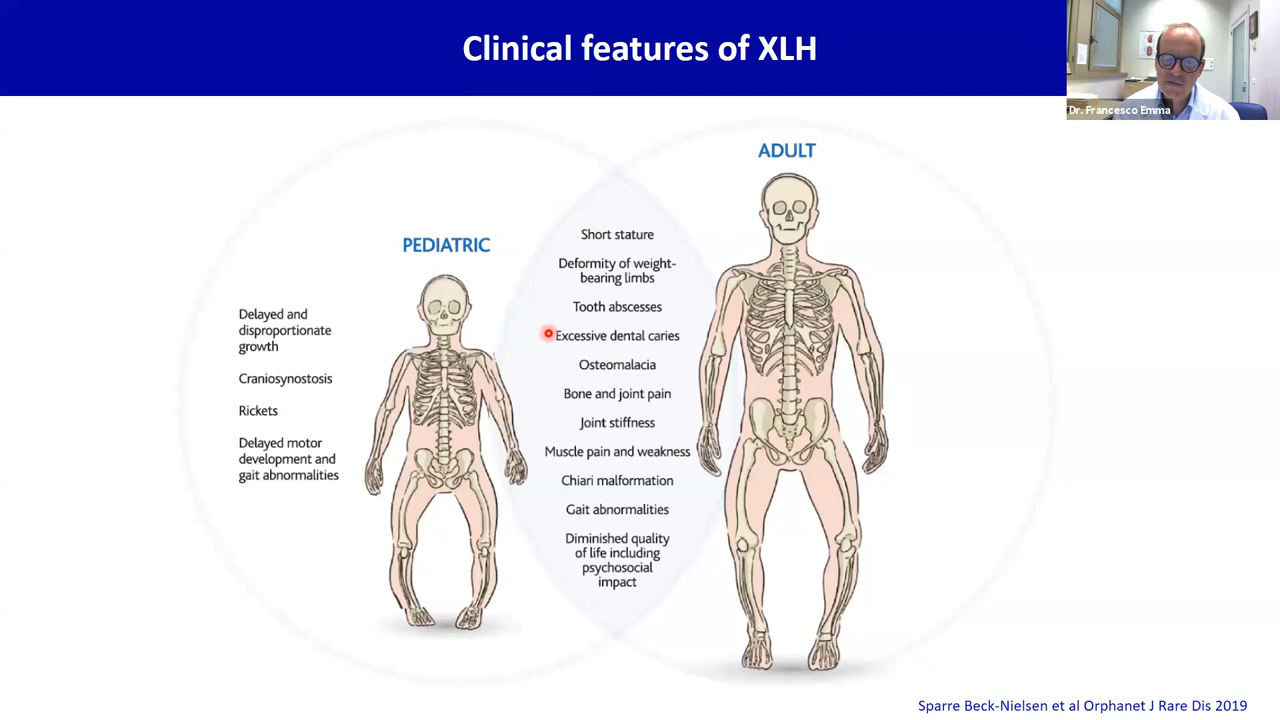 Clinical features of XLH
Dr. Francesco Emma
ADULT
PEDIATRIC
Delayed and
disproportionate
growth
Craniosynostosis
Rickets
Delayed motor
development and
gait abnormalities
Short stature
Deformity of weight-
bearing limbs
Tooth abscesses
Excessive dental caries
Osteomalacia
Bone and joint pain
Joint stiffness
Muscle pain and weakness
Chiari malformation
Gait abnormalities
Diminished quality
of life including
psychosocial
impact
Sparre Beck-Nielsen et al Orphanet J Rare Dis 2019